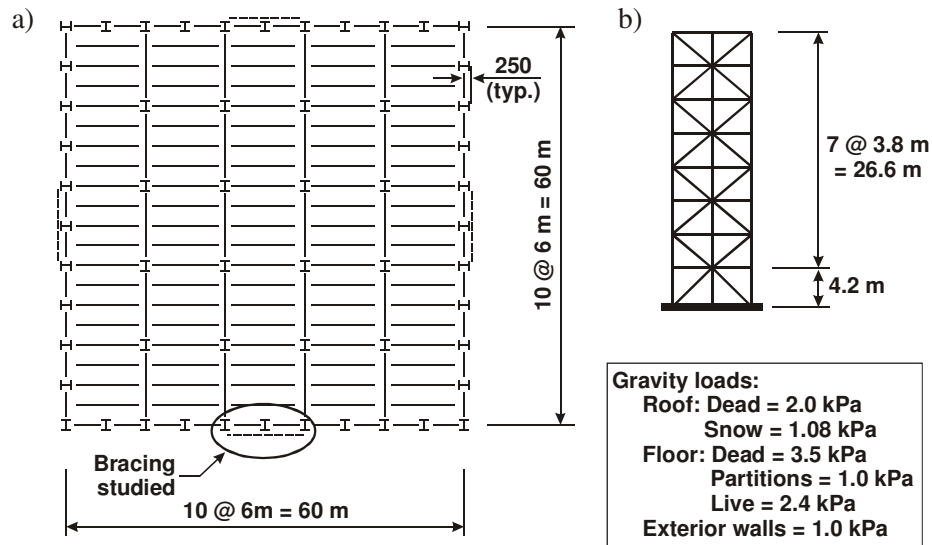 a)
250
(typ.)
10 @ 6 m = 60 m
Bracing
studied
10 @ 6m = 60 m
b)
7 @ 3.8 m
= 26.6 m
4.2 m
Gravity loads:
Roof: Dead = 2.0 kPa
Snow = 1.08 kPa
Floor: Dead = 3.5 kPa
Partitions = 1.0 kPa
Live = 2.4 kPa
Exterior walls = 1.0 kPa